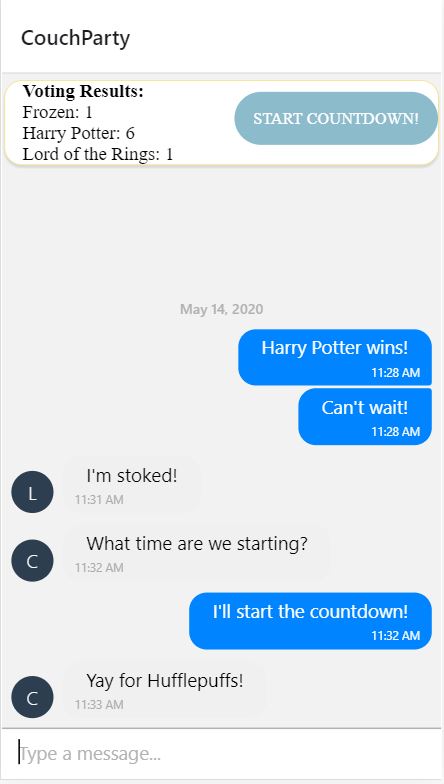 CouchParty
Voting Results:
Frozen: 1
Harry Potter: 6
Lord of the Rings: 1
START COUNTDOWN!
May 14, 2020
Harry Potter wins!
11:28 AM
Can't wait!
11:28 AM
L
I'm stoked!
11:31 AM
C
What time are we starting?
11:32 AM
I'll start the countdown!
11:32 AM
C
Yay for Hufflepuffs!
11:33 AM
Type a message...